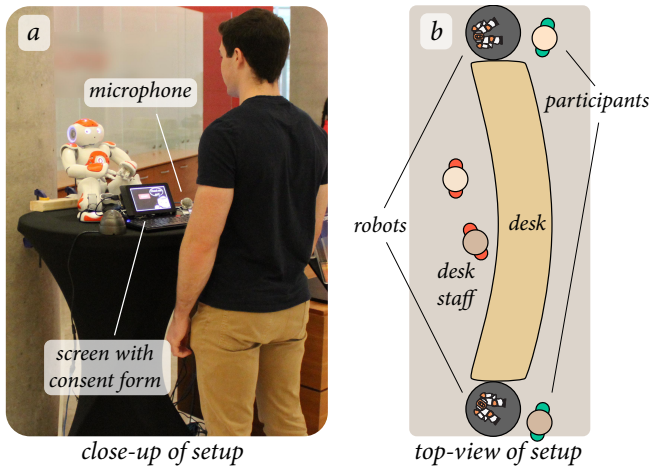 a
microphone
screen with
consent form
close-up of setup
b
participants
robots
desk
desk
staff
top-view of setup